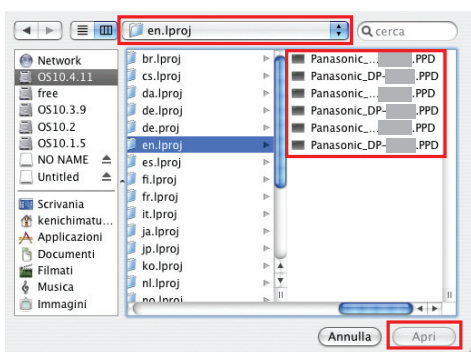 en.lproj
cerca
Network
OS10.4.11
free
OS10.3.9
OS10.2
OS10.1.5
NO NAME
Untitled
Scrivania
kenichimatu...
Applicazioni
Documenti
Filmati
Musica
Immagini
br.lproj
cs.lproj
da.lproj
de.lproj
de.proj
en.lproj
es.lproj
fi.lproj
fr.lproj
it.lproj
ja.lproj
jp.lproj
ko.lproj
nl.lproj
no.lproj
Panasonic_... .PPD
Panasonic_DP- .PPD
Panasonic_... .PPD
Panasonic_DP- .PPD
Panasonic_... .PPD
Panasonic_DP- .PPD
Annulla
Apri